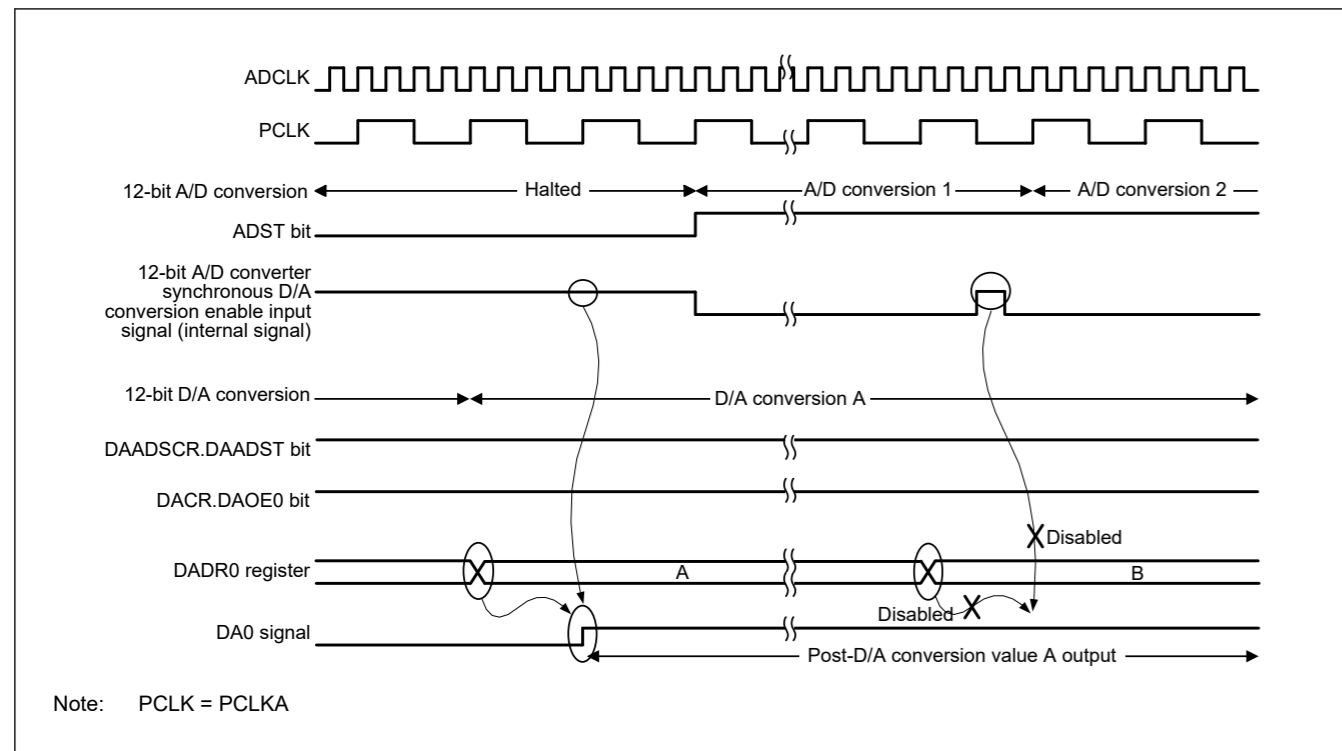 ADCLK
PCLK
12-bit A/D conversion
Halted
A/D conversion 1
A/D conversion 2
ADST bit
12-bit A/D converter
synchronous D/A
conversion enable input
signal (internal signal)
12-bit D/A conversion
D/A conversion A
DAADSCR.DAADST bit
DACR.DAOE0 bit
Disabled
DADR0 register
A
B
Disabled
DA0 signal
Post-D/A conversion value A output
Note: PCLK = PCLKA